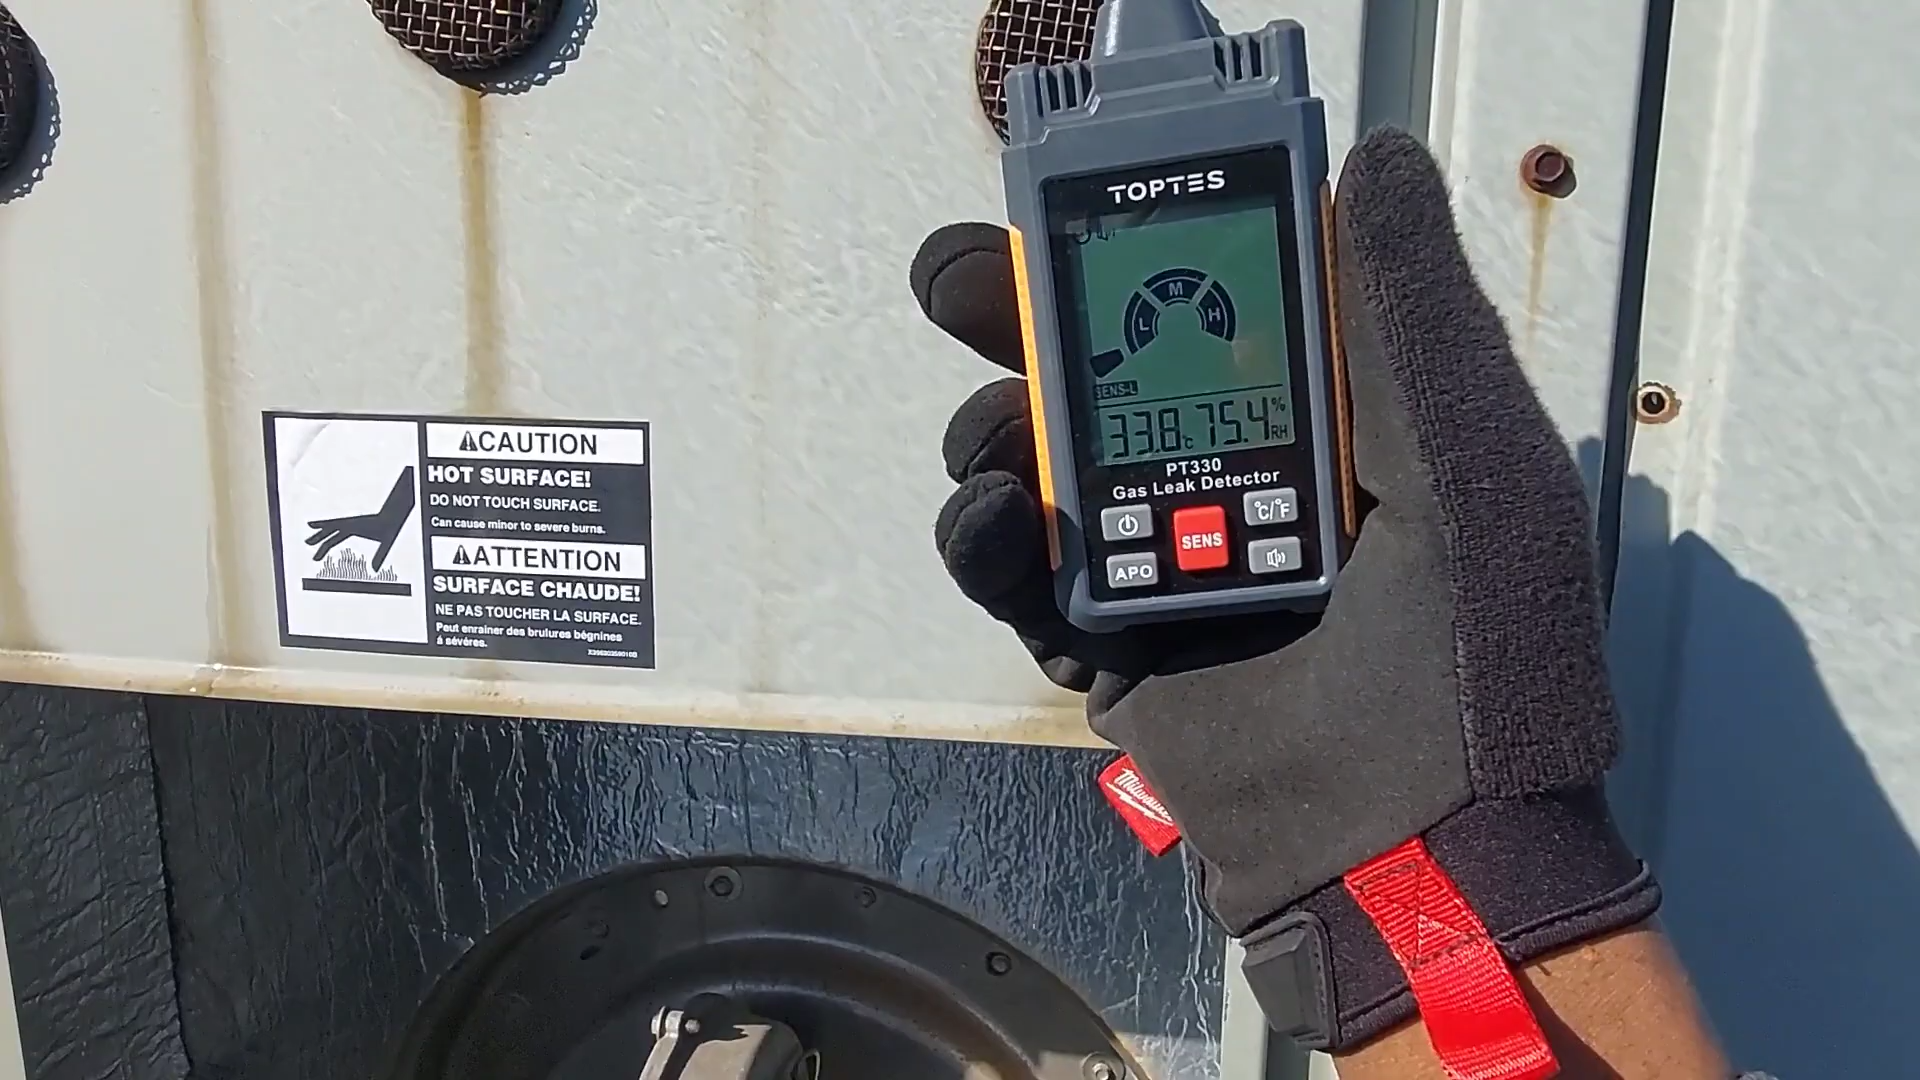 TOPTES
M
L
H
SENS-L
33.8 °C 75.4 % RH
PT330
Gas Leak Detector
SENS
°C/°F
APO
⚠CAUTION
HOT SURFACE!
DO NOT TOUCH SURFACE.
Can cause minor to severe burns.
⚠ATTENTION
SURFACE CHAUDE!
NE PAS TOUCHER LA SURFACE.
Peut enrainer des brulures bégnines
á sévéres.
Milwaukee